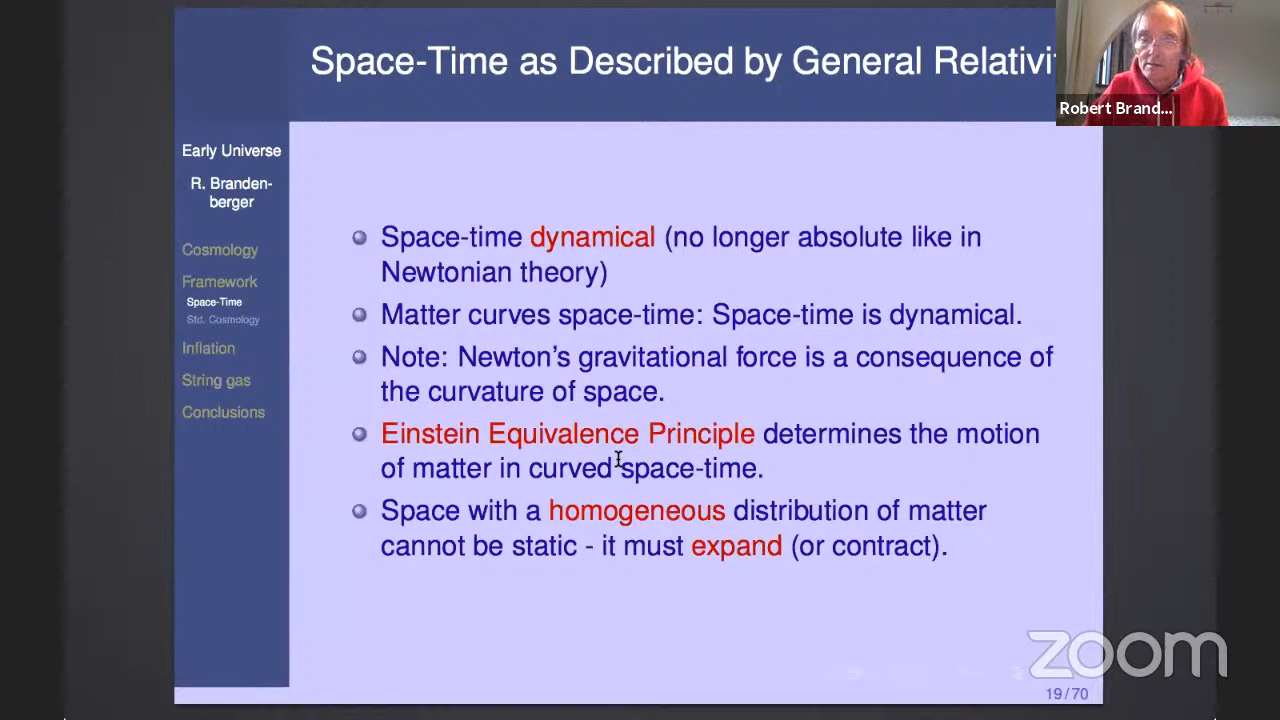 Space-Time as Described by General Relativi
Robert Brand...
Early Universe
R. Branden-
berger
Cosmology
Framework
Space-Time
Std. Cosmology
Inflation
String gas
Conclusions
Space-time dynamical (no longer absolute like in
Newtonian theory)
Matter curves space-time: Space-time is dynamical.
Note: Newton's gravitational force is a consequence of
the curvature of space.
Einstein Equivalence Principle determines the motion
of matter in curved space-time.
Space with a homogeneous distribution of matter
cannot be static - it must expand (or contract).
zoom
19/70